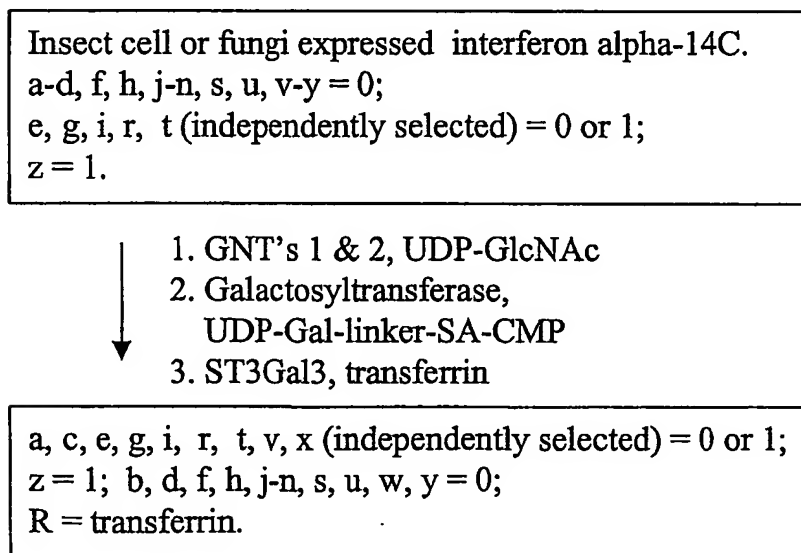 Insect cell or fungi expressed interferon alpha-14C.
a-d, f, h, j-n, s, u, v-y = 0;
e, g, i, r, t (independently selected) = 0 or 1;
z = 1.
1. GNT's 1 & 2, UDP-GlcNAc
2. Galactosyltransferase,
UDP-Gal-linker-SA-CMP
3. ST3Gal3, transferrin
a, c, e, g, i, r, t, v, x (independently selected) = 0 or 1;
z = 1; b, d, f, h, j-n, s, u, w, y = 0;
R = transferrin.